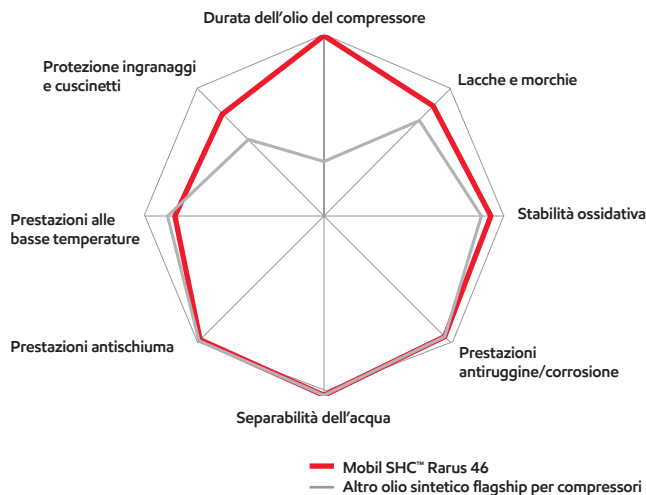 Durata dell'olio del compressore
Protezione ingranaggi
e cuscinetti
Lacche e morchie
Prestazioni alle
basse temperature
Stabilità ossidativa
Prestazioni antischiuma
Prestazioni
antiruggine/corrosione
Separabilità dell'acqua
Mobil SHC™ Rarus 46
Altro olio sintetico flagship per compressori